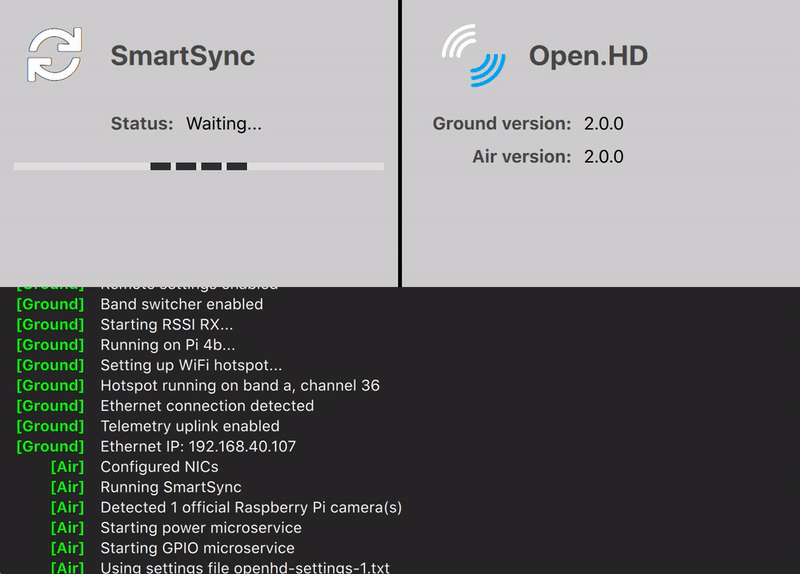 SmartSync
Status: Waiting...
Open.HD
Ground version: 2.0.0
Air version: 2.0.0
[Ground] Remote settings enabled
[Ground] Band switcher enabled
[Ground] Starting RSSI RX...
[Ground] Running on Pi 4b...
[Ground] Setting up WiFi hotspot...
[Ground] Hotspot running on band a, channel 36
[Ground] Ethernet connection detected
[Ground] Telemetry uplink enabled
[Ground] Ethernet IP: 192.168.40.107
[Air] Configured NICs
[Air] Running SmartSync
[Air] Detected 1 official Raspberry Pi camera(s)
[Air] Starting power microservice
[Air] Starting GPIO microservice
[Air] Using settings file openhd-settings-1.txt